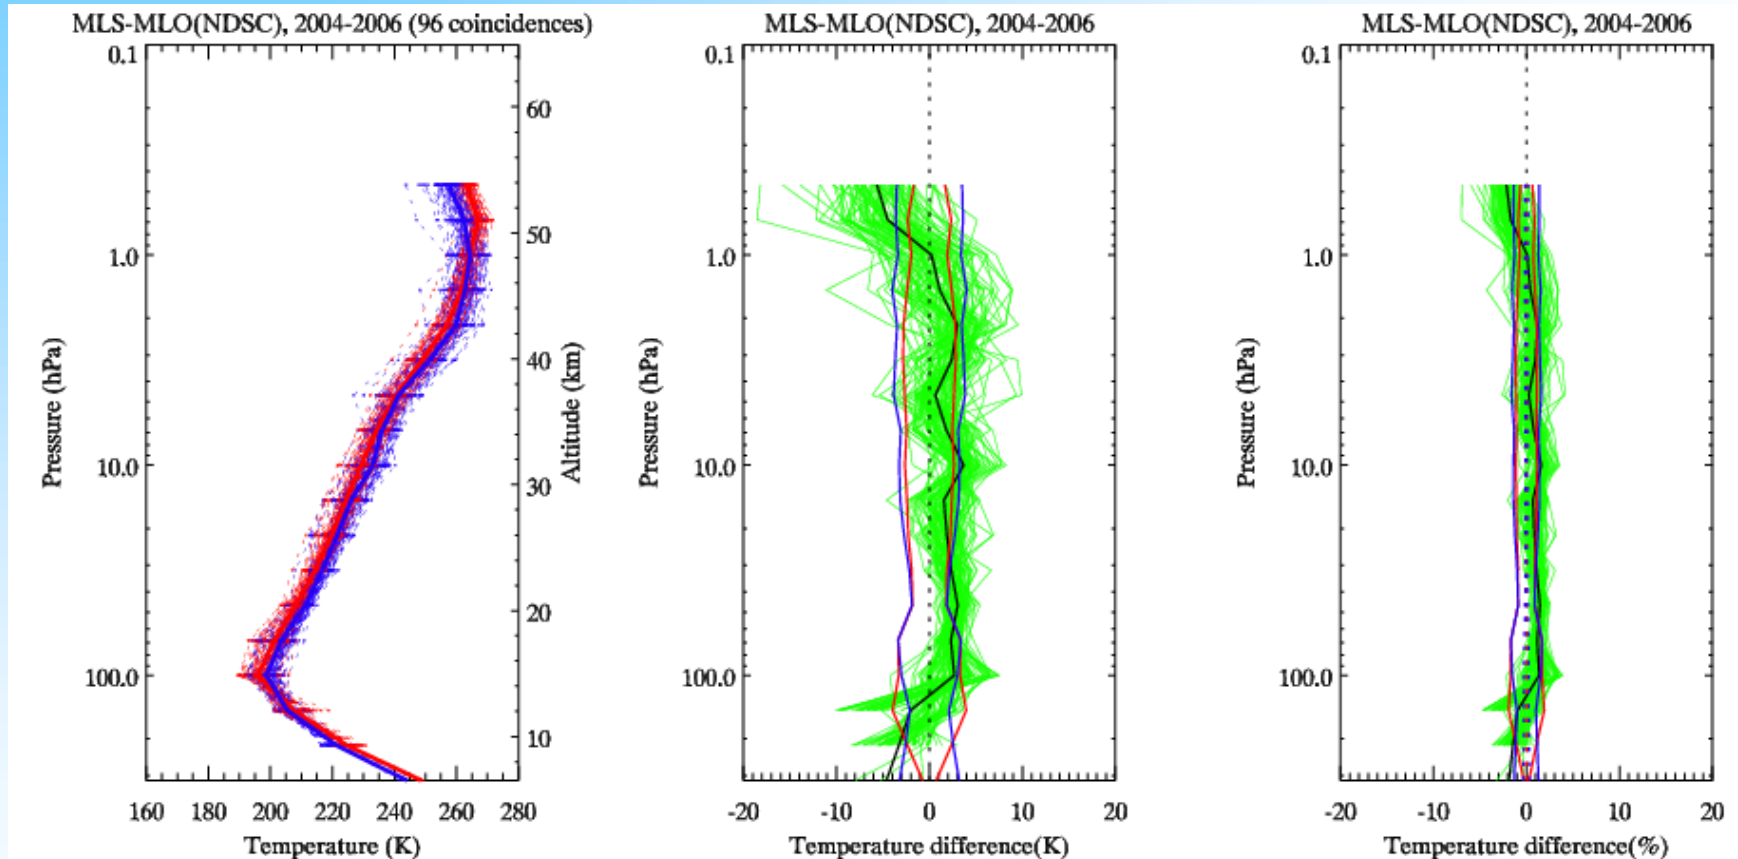 MLS-MLO(NDSC), 2004-2006 (96 coincidences)
0.1
1.0
10.0
100.0
Pressure (hPa)
60
50
40
30
20
10
Altitude (km)
160 180 200 220 240 260 280
Temperature (K)
MLS-MLO(NDSC), 2004-2006
0.1
1.0
10.0
100.0
Pressure (hPa)
-20 -10 0 10 20
Temperature difference(K)
MLS-MLO(NDSC), 2004-2006
0.1
1.0
10.0
100.0
Pressure (hPa)
-20 -10 0 10 20
Temperature difference(%)